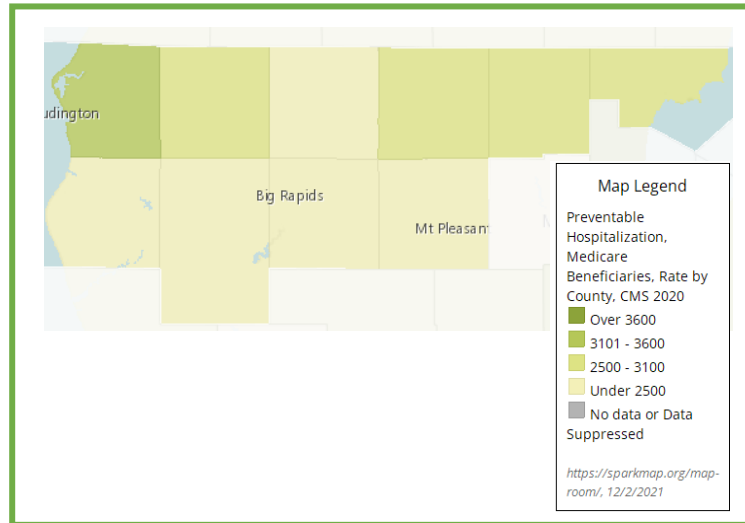 udington
Big Rapids
Mt Pleasant
Map Legend
Preventable
Hospitalization,
Medicare
Beneficiaries, Rate by
County, CMS 2020
Over 3600
3101 - 3600
2500 - 3100
Under 2500
No data or Data
Suppressed
https://sparkmap.org/map-
room/, 12/2/2021